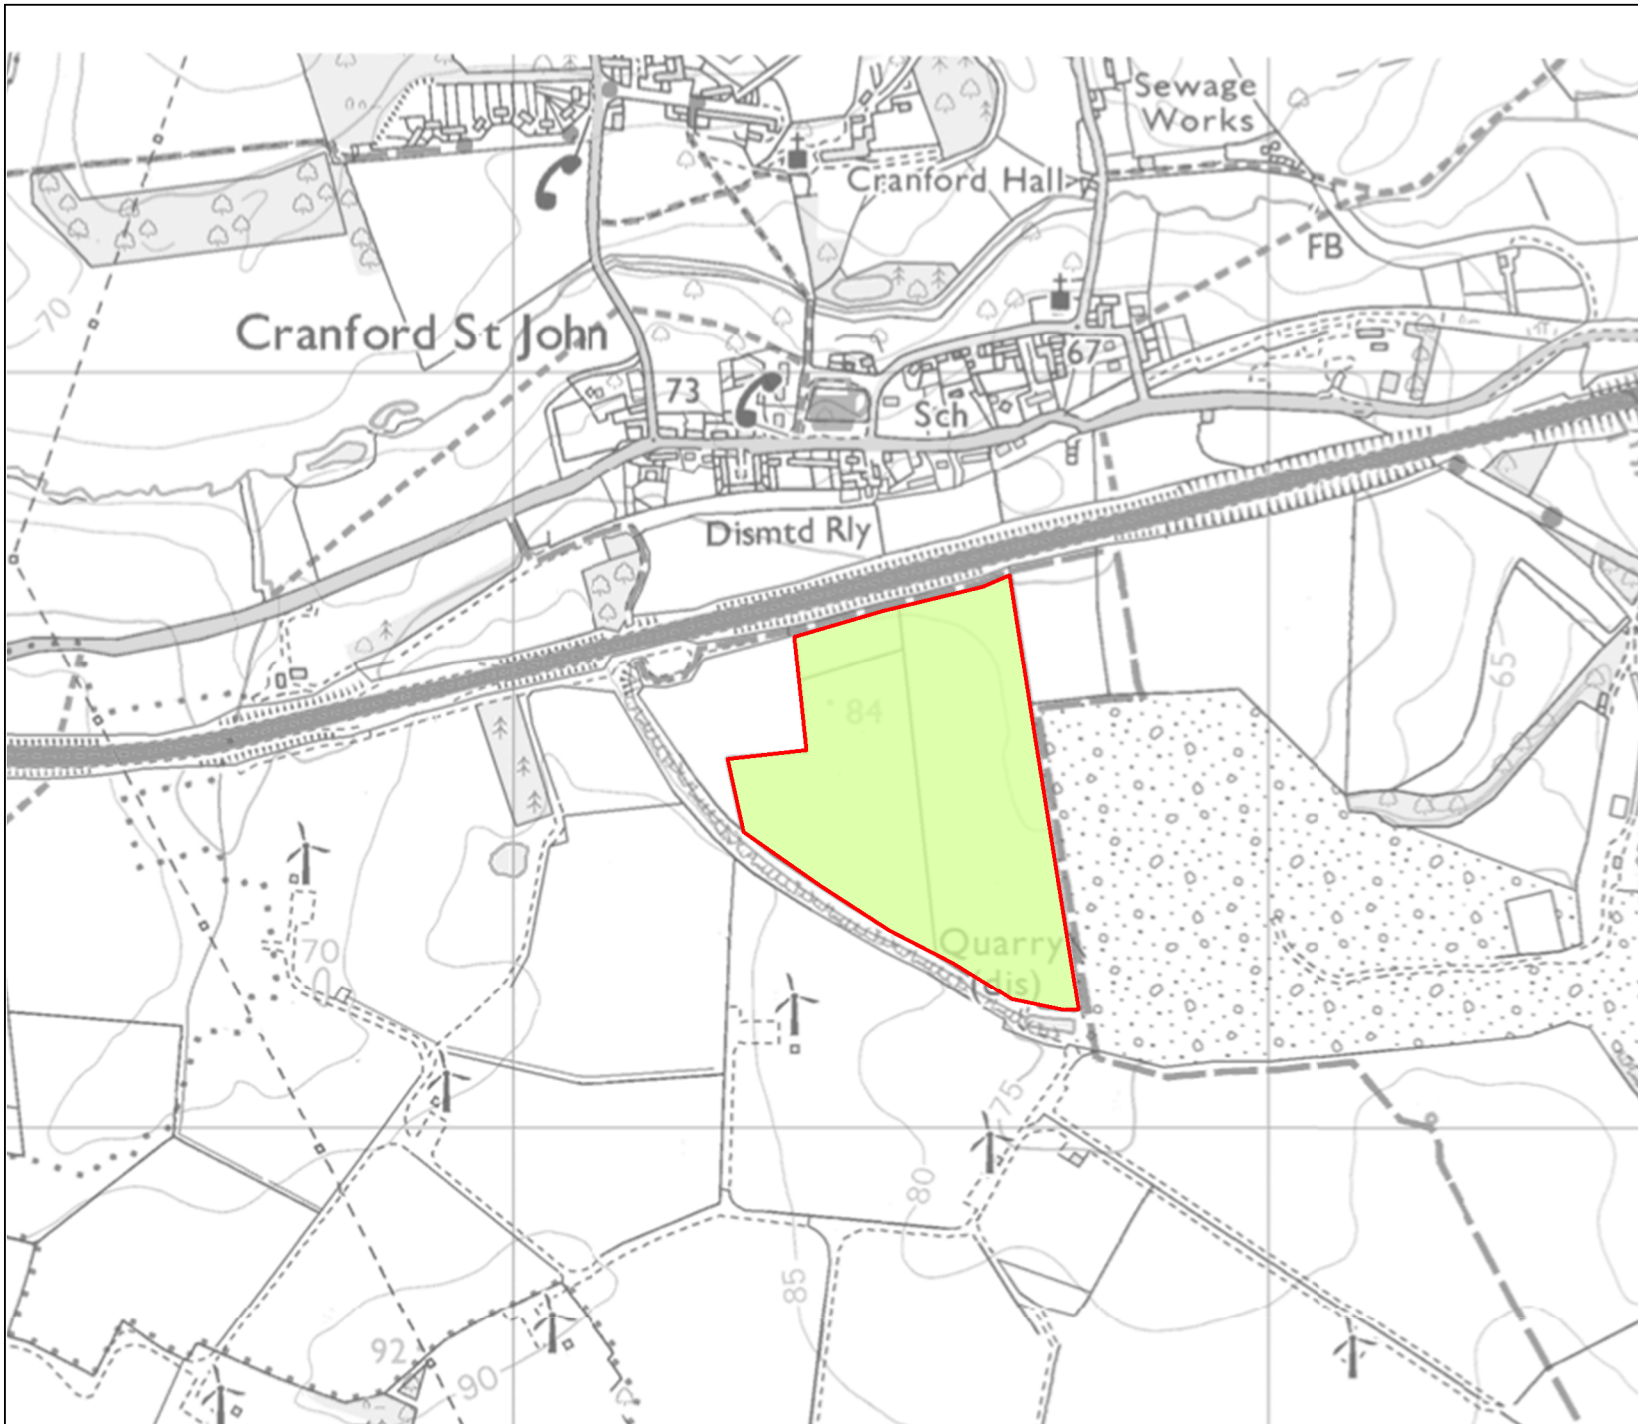 Sewage
Works
Cranford Hall
FB
70
Cranford St John
67
73
Sch
Dismtd Rly
65
84
Quarry
(dis)
70
75
80
85
92
90